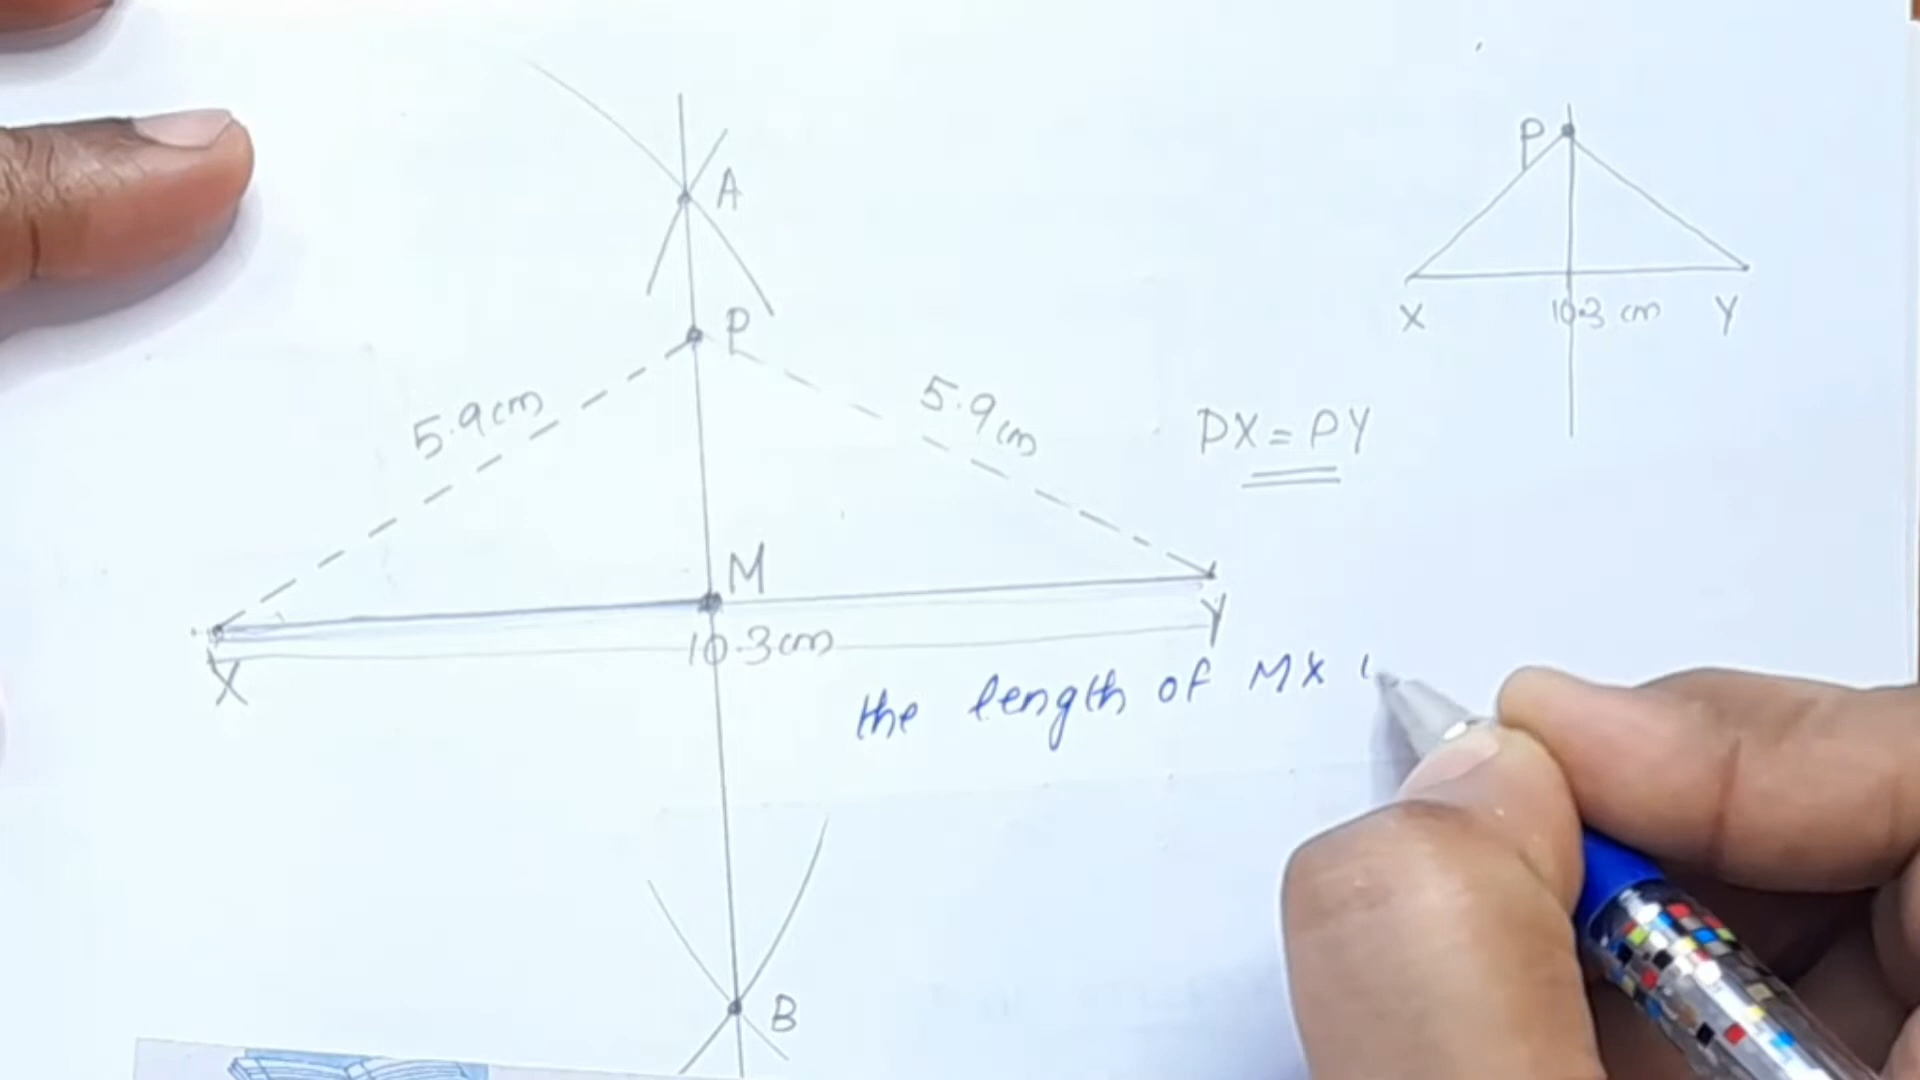 A
P
P
5.9cm
5.9cm
X
10.3 cm
Y
PX = PY
M
10.3cm
X
Y
the length of MX
B